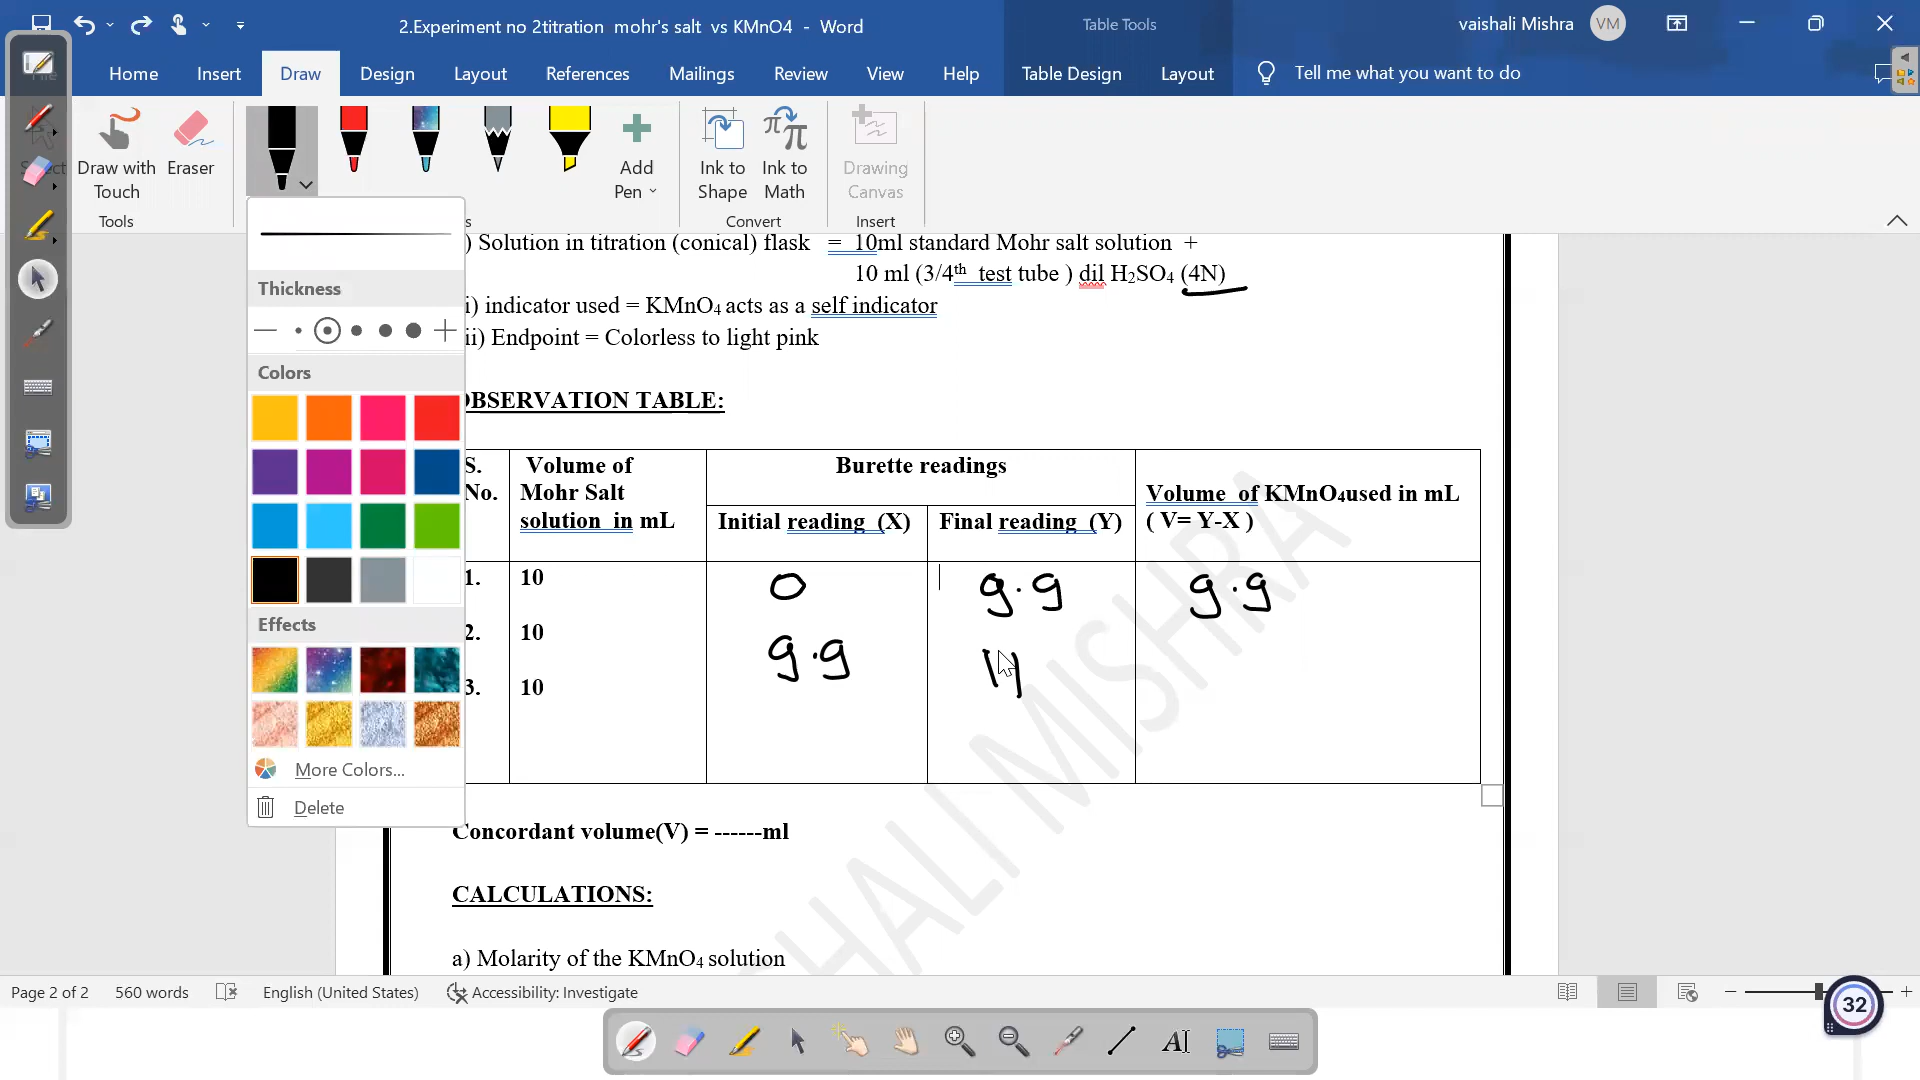 2.Experiment no 2titration mohr's salt vs KMnO4 - Word
Table Tools
vaishali Mishra
VM
File
Home
Insert
Draw
Design
Layout
References
Mailings
Review
View
Help
Table Design
Layout
Tell me what you want to do
Select
Draw with Touch
Eraser
Add Pen
Ink to Shape
Ink to Math
Drawing Canvas
Tools
Convert
Insert
) Solution in titration (conical) flask = 10ml standard Mohr salt solution +
10 ml (3/4th test tube ) dil H2SO4 (4N)
i) indicator used = KMnO4 acts as a self indicator
ii) Endpoint = Colorless to light pink
OBSERVATION TABLE:
Thickness
Colors
Effects
More Colors...
Delete
S. No.
Volume of Mohr Salt solution in mL
Burette readings
Initial reading (X)
Final reading (Y)
Volume of KMnO4used in mL
( V= Y-X )
1. 10 0 9.9 9.9
2. 10 9.9
3. 10
Concordant volume(V) = ------ml
CALCULATIONS:
a) Molarity of the KMnO4 solution
Page 2 of 2
560 words
English (United States)
Accessibility: Investigate
32
VAISHALI MISHRA